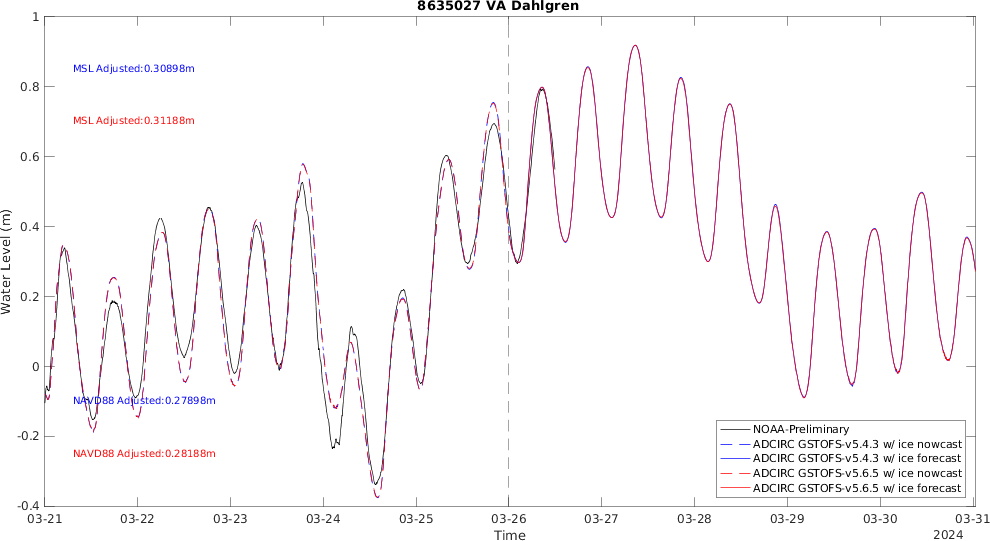 8635027 VA Dahlgren
1
0.8
0.6
0.4
0.2
0
-0.2
-0.4
Water Level (m)
MSL Adjusted:0.30898m
MSL Adjusted:0.31188m
NAVD88 Adjusted:0.27898m
NAVD88 Adjusted:0.28188m
NOAA-Preliminary
ADCIRC GSTOFS-v5.4.3 w/ ice nowcast
ADCIRC GSTOFS-v5.4.3 w/ ice forecast
ADCIRC GSTOFS-v5.6.5 w/ ice nowcast
ADCIRC GSTOFS-v5.6.5 w/ ice forecast
03-21 03-22 03-23 03-24 03-25 03-26 03-27 03-28 03-29 03-30 03-31
Time
2024